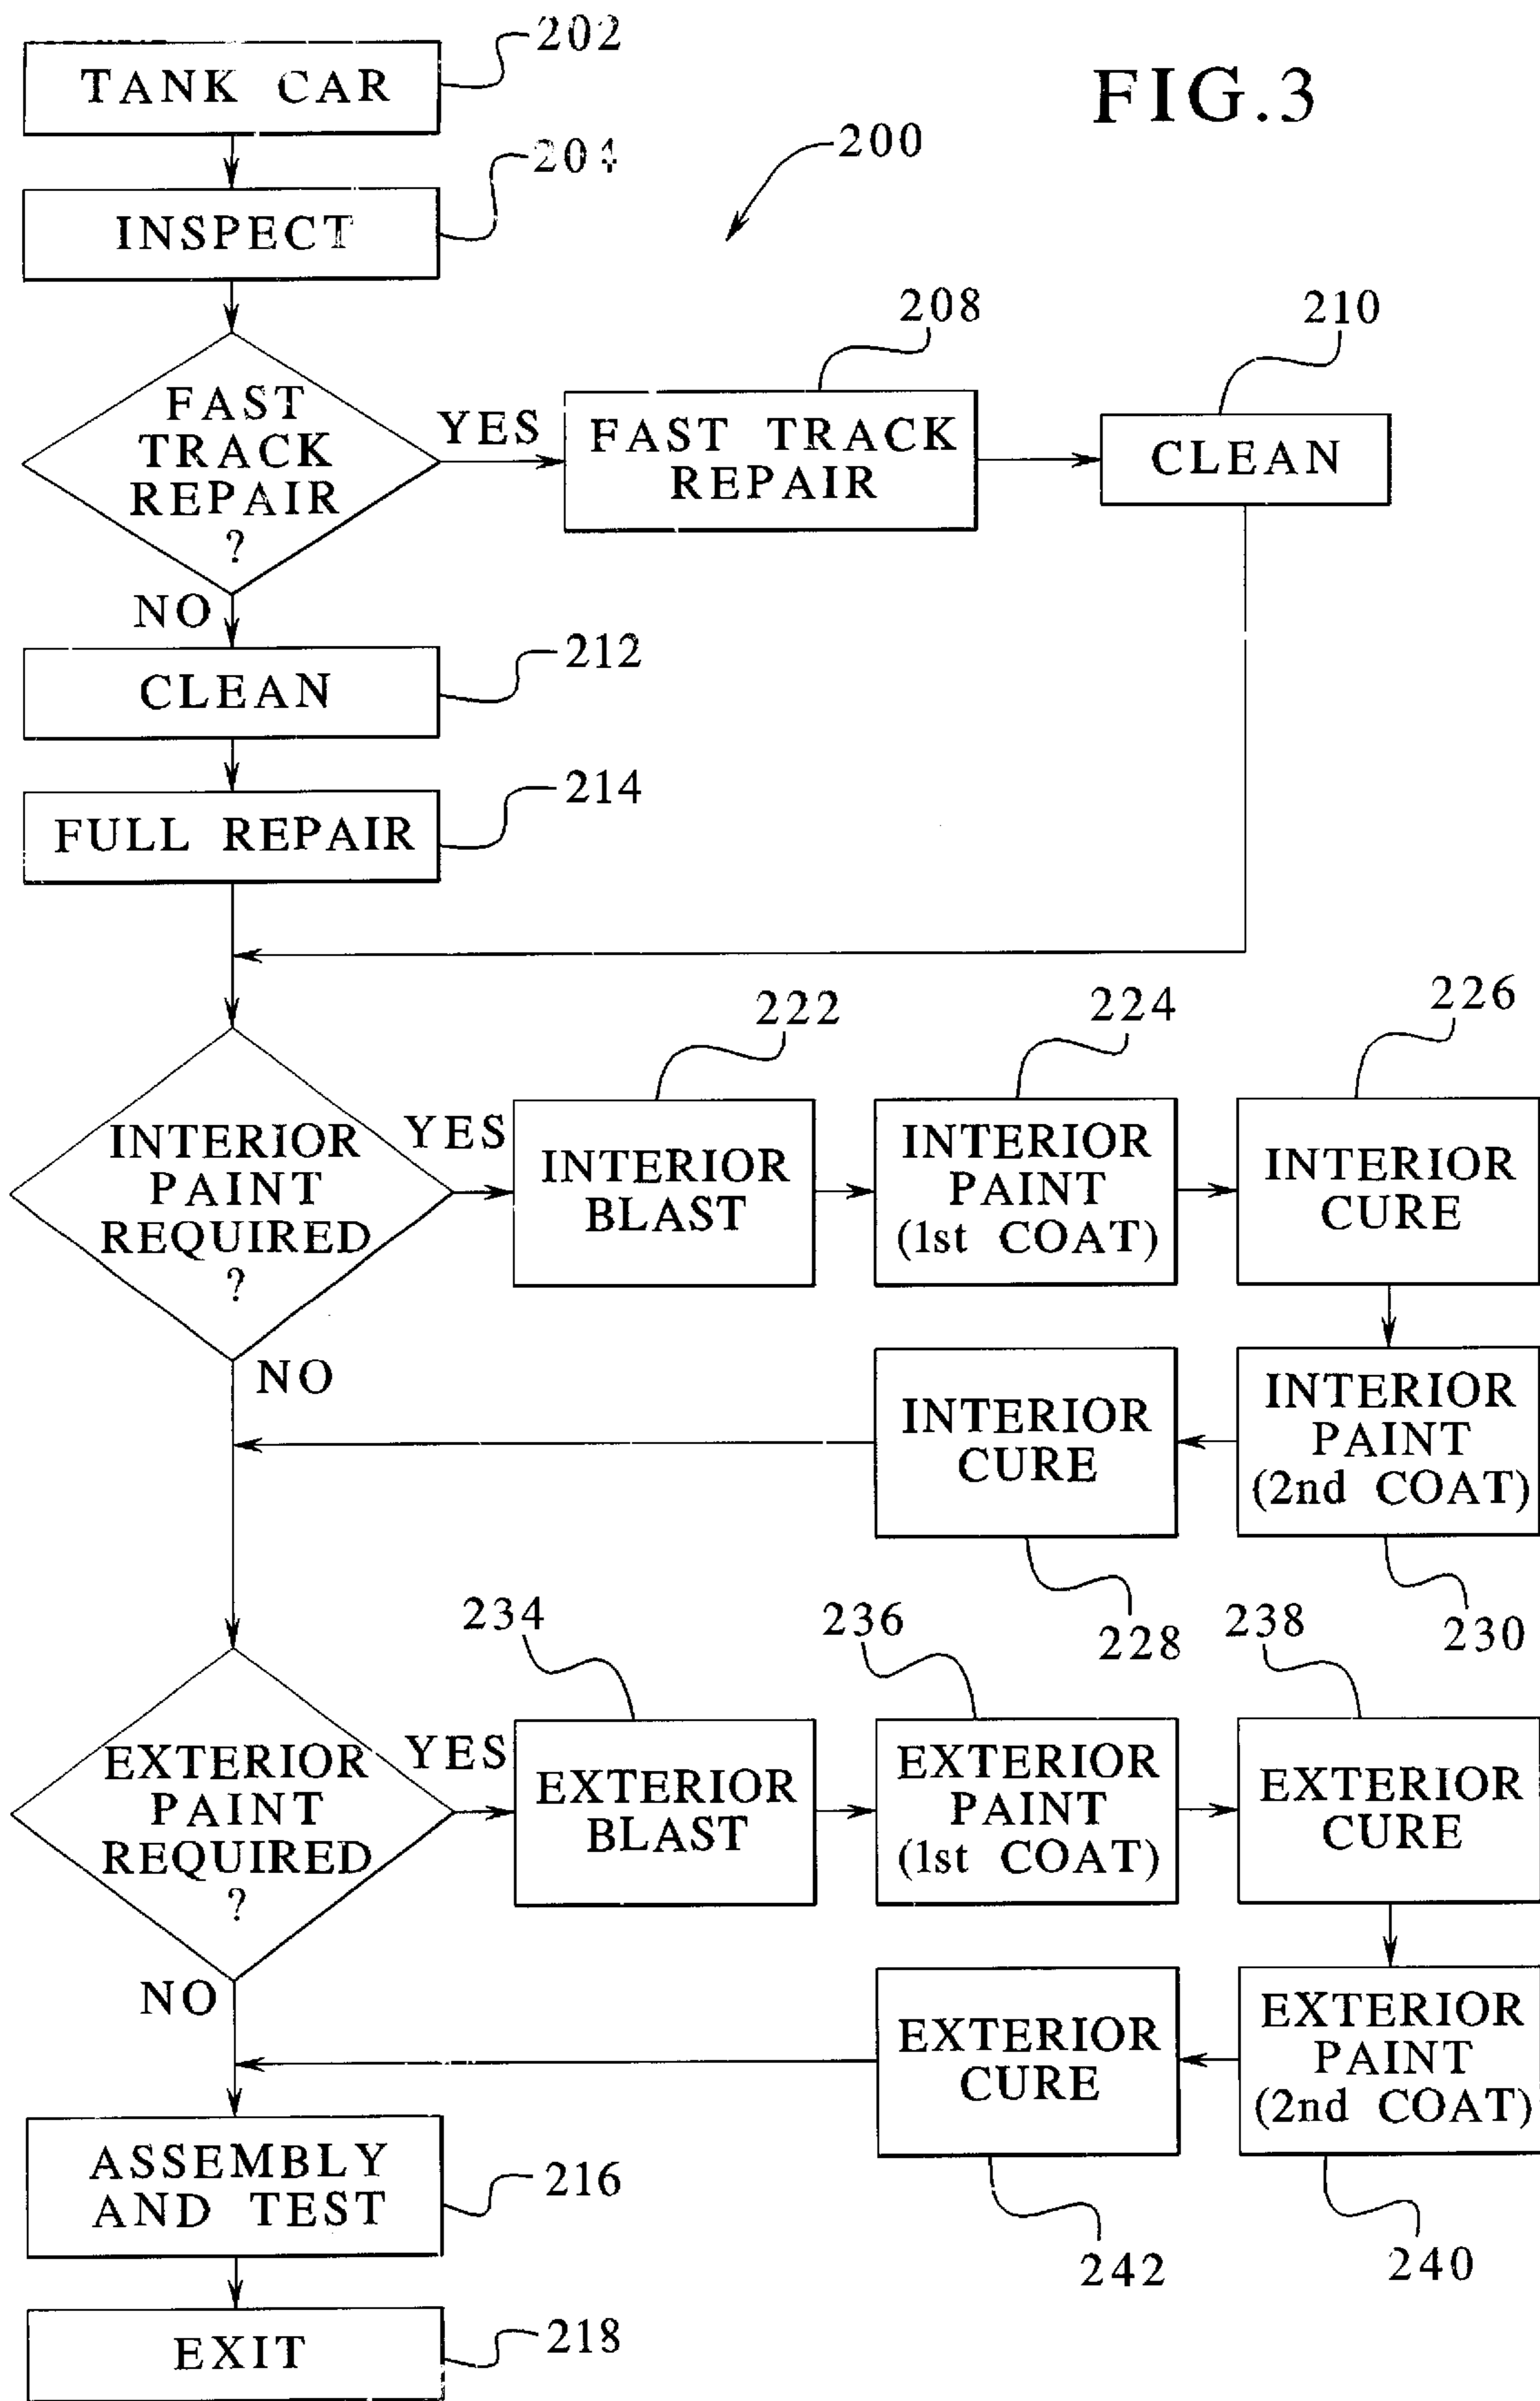 202
TANK CAR
FIG.3
204
200
INSPECT
208
210
FAST
TRACK
REPAIR
?
YES
FAST TRACK
REPAIR
CLEAN
NO
212
CLEAN
214
FULL REPAIR
222
224
226
INTERIOR
PAINT
REQUIRED
?
YES
INTERIOR
BLAST
INTERIOR
PAINT
(1st COAT)
INTERIOR
CURE
NO
INTERIOR
CURE
INTERIOR
PAINT
(2nd COAT)
228
230
234
236
238
EXTERIOR
PAINT
REQUIRED
?
YES
EXTERIOR
BLAST
EXTERIOR
PAINT
(1st COAT)
EXTERIOR
CURE
NO
EXTERIOR
CURE
EXTERIOR
PAINT
(2nd COAT)
ASSEMBLY
AND TEST
216
242
240
EXIT
218